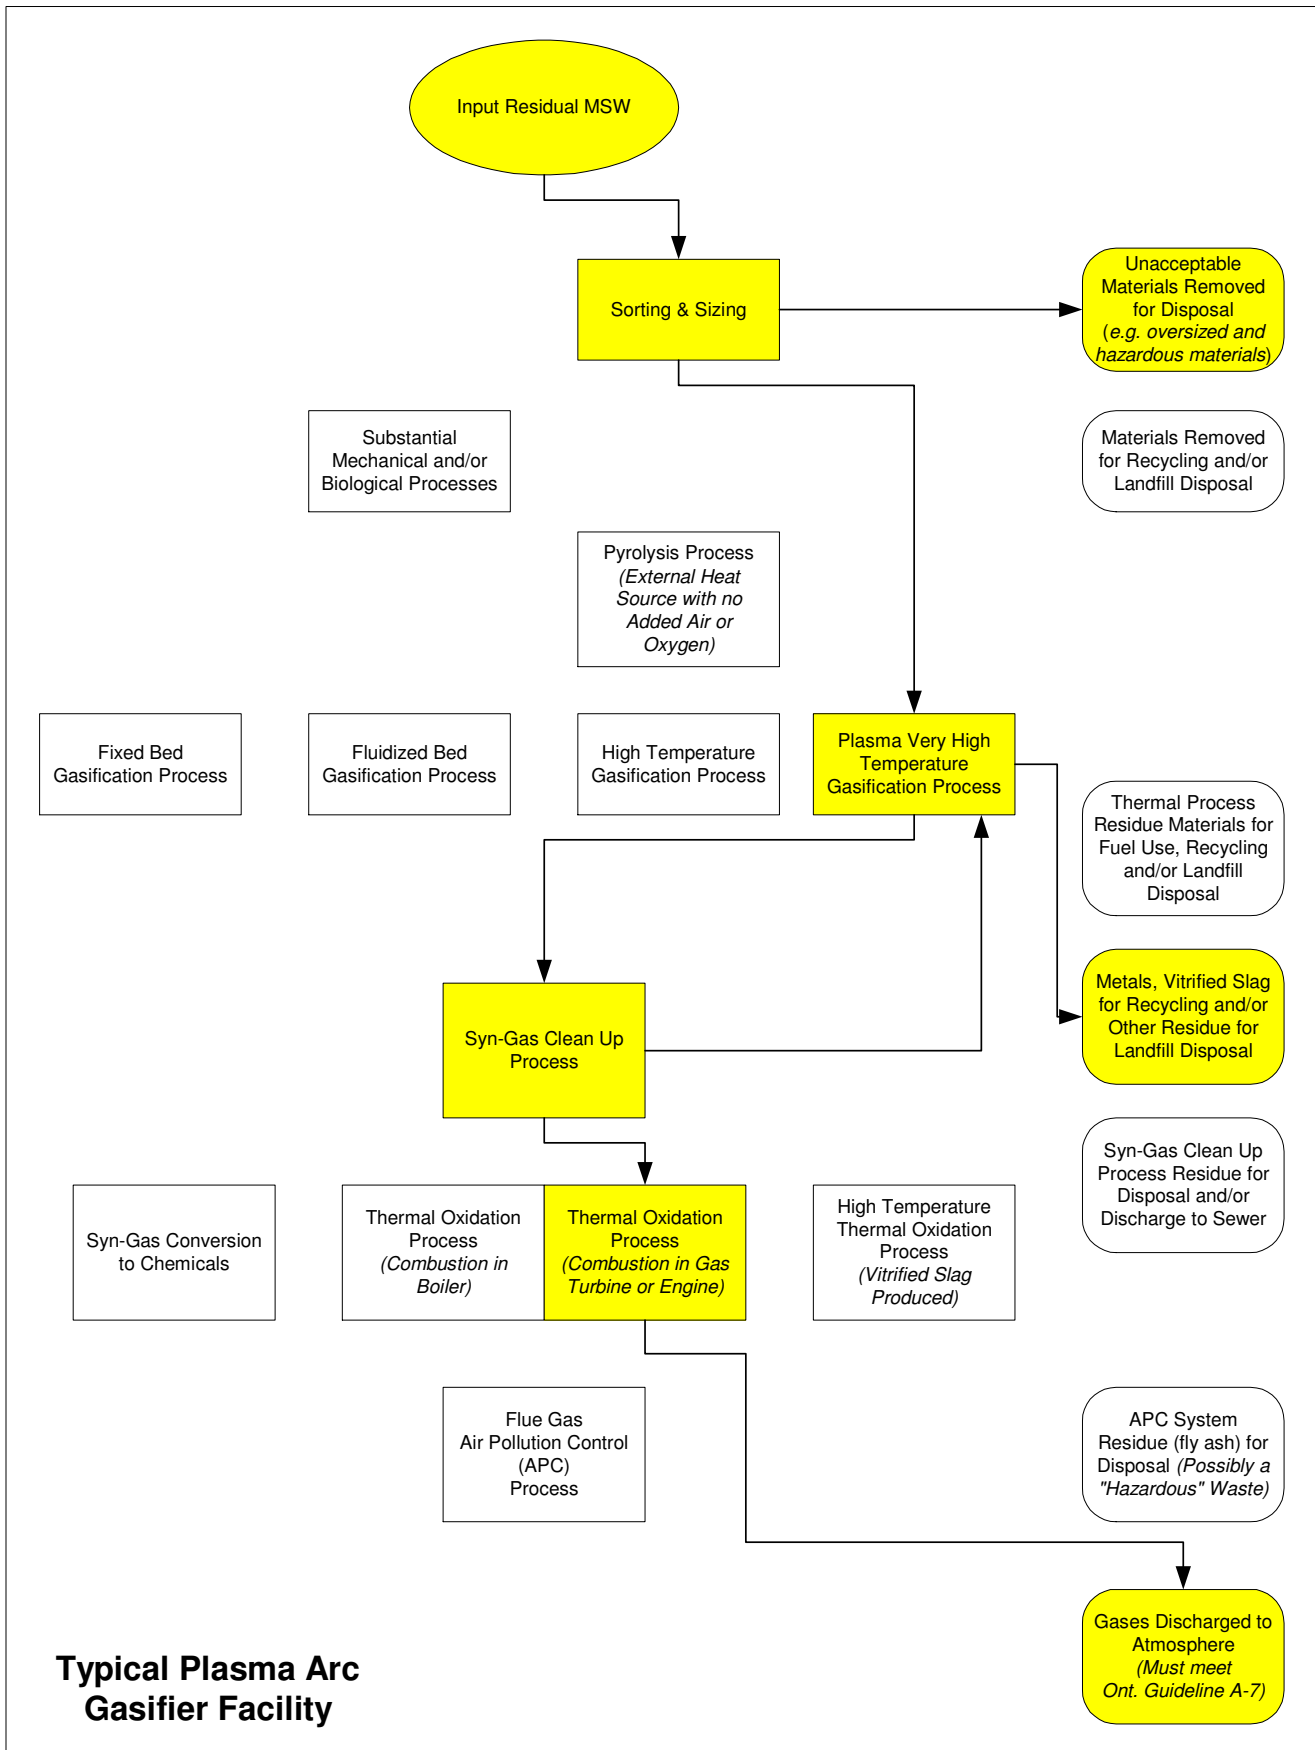 Input Residual MSW
Sorting & Sizing
Unacceptable
Materials Removed
for Disposal
(e.g. oversized and
hazardous materials)
Substantial
Mechanical and/or
Biological Processes
Materials Removed
for Recycling and/or
Landfill Disposal
Pyrolysis Process
(External Heat
Source with no
Added Air or
Oxygen)
Fixed Bed
Gasification Process
Fluidized Bed
Gasification Process
High Temperature
Gasification Process
Plasma Very High
Temperature
Gasification Process
Thermal Process
Residue Materials for
Fuel Use, Recycling
and/or Landfill
Disposal
Metals, Vitrified Slag
for Recycling and/or
Other Residue for
Landfill Disposal
Syn-Gas Clean Up
Process
Syn-Gas Clean Up
Process Residue for
Disposal and/or
Discharge to Sewer
Syn-Gas Conversion
to Chemicals
Thermal Oxidation
Process
(Combustion in
Boiler)
Thermal Oxidation
Process
(Combustion in Gas
Turbine or Engine)
High Temperature
Thermal Oxidation
Process
(Vitrified Slag
Produced)
Flue Gas
Air Pollution Control
(APC)
Process
APC System
Residue (fly ash) for
Disposal (Possibly a
"Hazardous" Waste)
Gases Discharged to
Atmosphere
(Must meet
Ont. Guideline A-7)
Typical Plasma Arc
Gasifier Facility